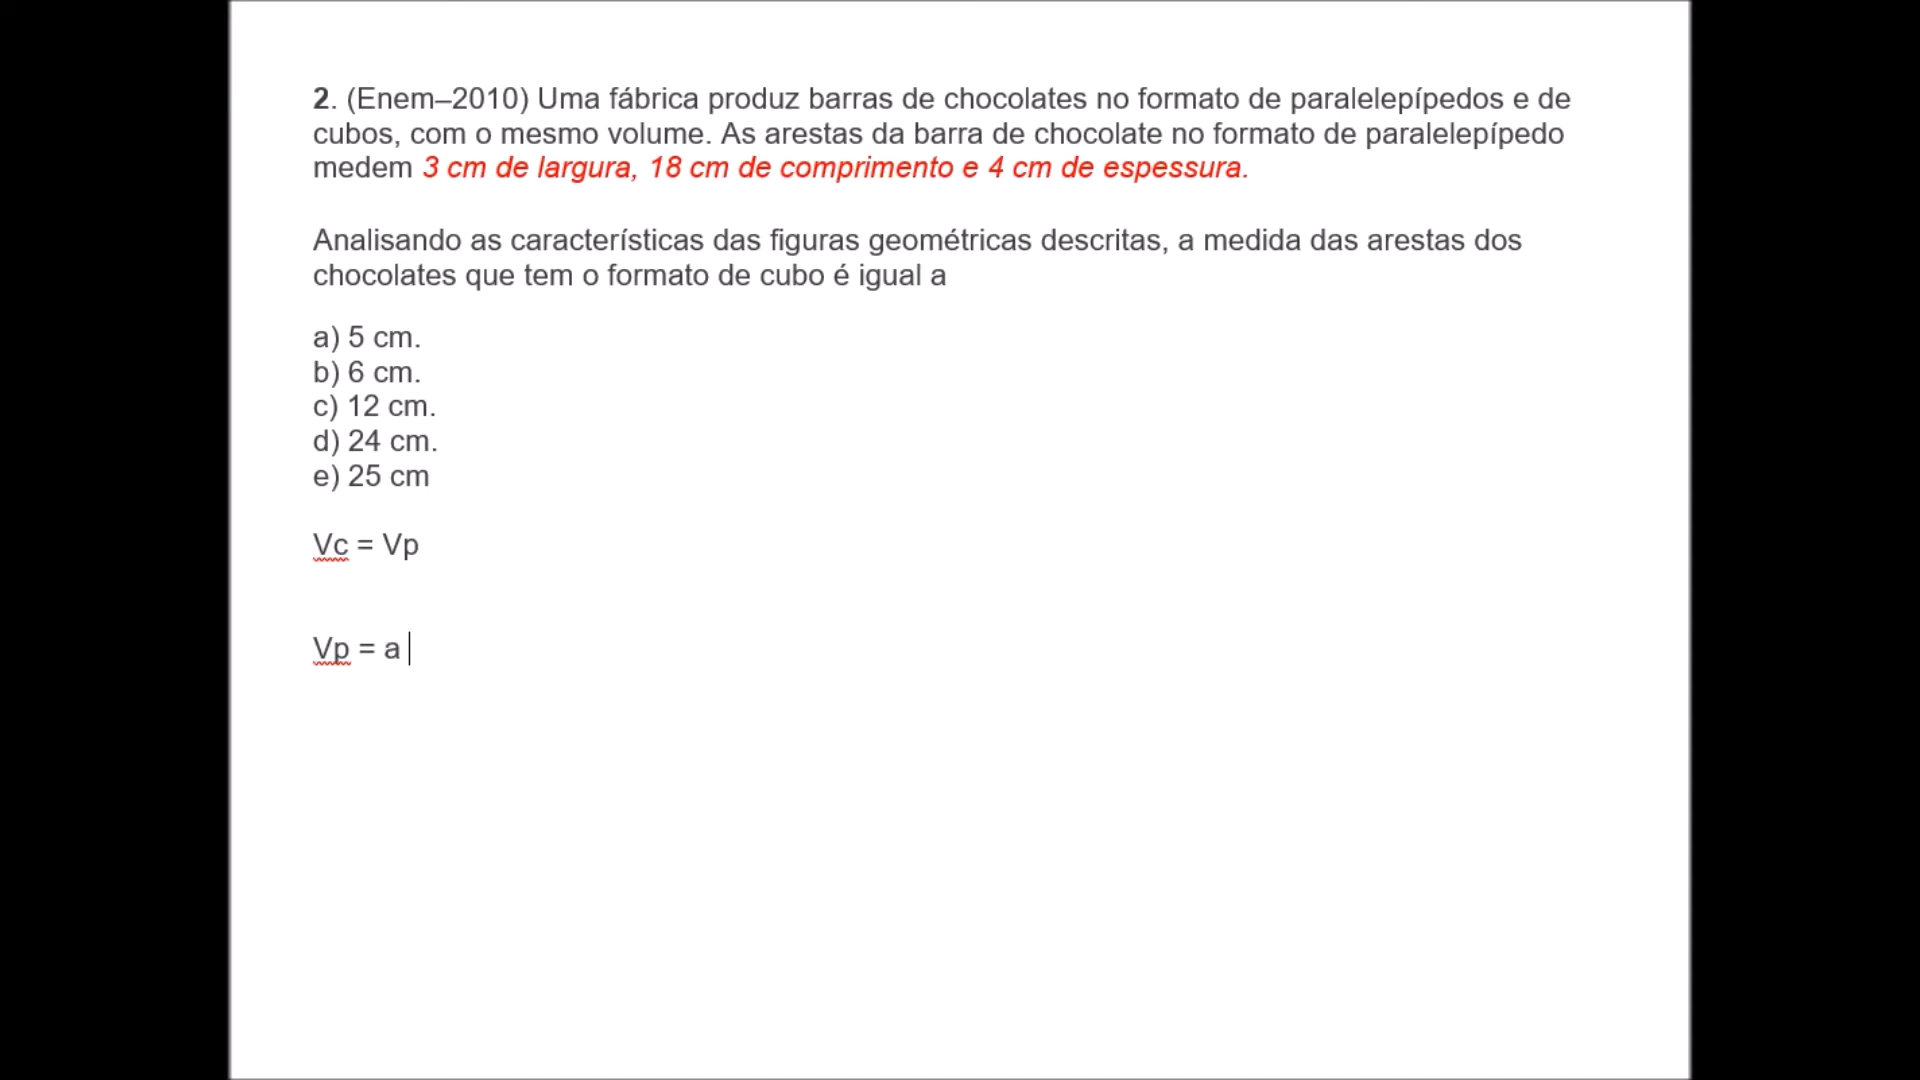 2. (Enem–2010) Uma fábrica produz barras de chocolates no formato de paralelepípedos e de
cubos, com o mesmo volume. As arestas da barra de chocolate no formato de paralelepípedo
medem 3 cm de largura, 18 cm de comprimento e 4 cm de espessura.
Analisando as características das figuras geométricas descritas, a medida das arestas dos
chocolates que tem o formato de cubo é igual a
a) 5 cm.
b) 6 cm.
c) 12 cm.
d) 24 cm.
e) 25 cm
Vc = Vp
Vp = a